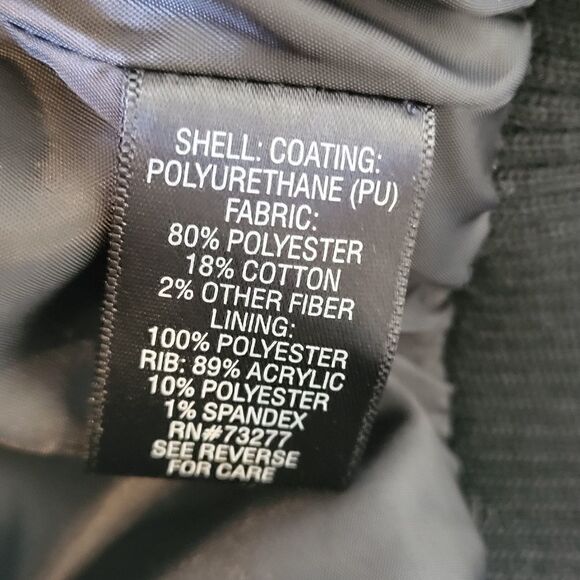 SHELL: COATING:
POLYURETHANE (PU)
FABRIC:
80% POLYESTER
18% COTTON
2% OTHER FIBER
LINING:
100% POLYESTER
RIB: 89% ACRYLIC
10% POLYESTER
1% SPANDEX
RN#73277
SEE REVERSE
FOR CARE